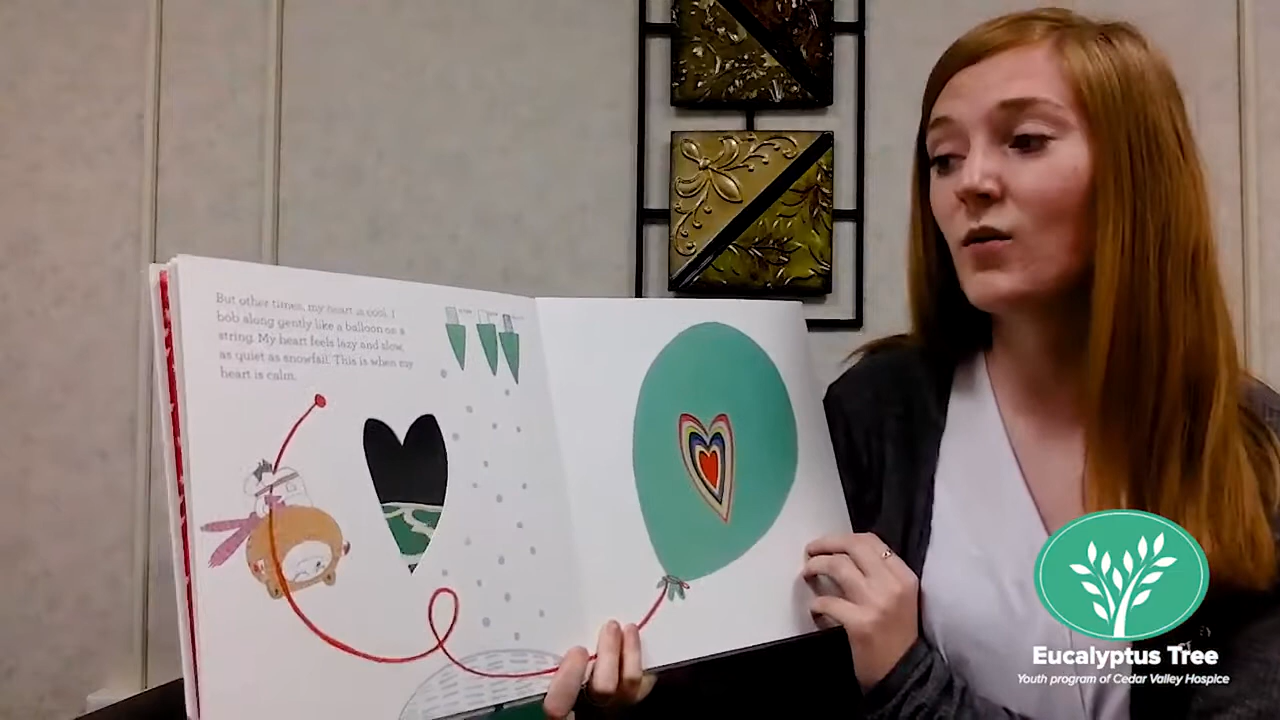 But other times, my heart is cool. I
bob along gently like a balloon on a
string. My heart feels lazy and slow,
as quiet as snowfall. This is when my
heart is calm.
Eucalyptus Tree
Youth program of Cedar Valley Hospice